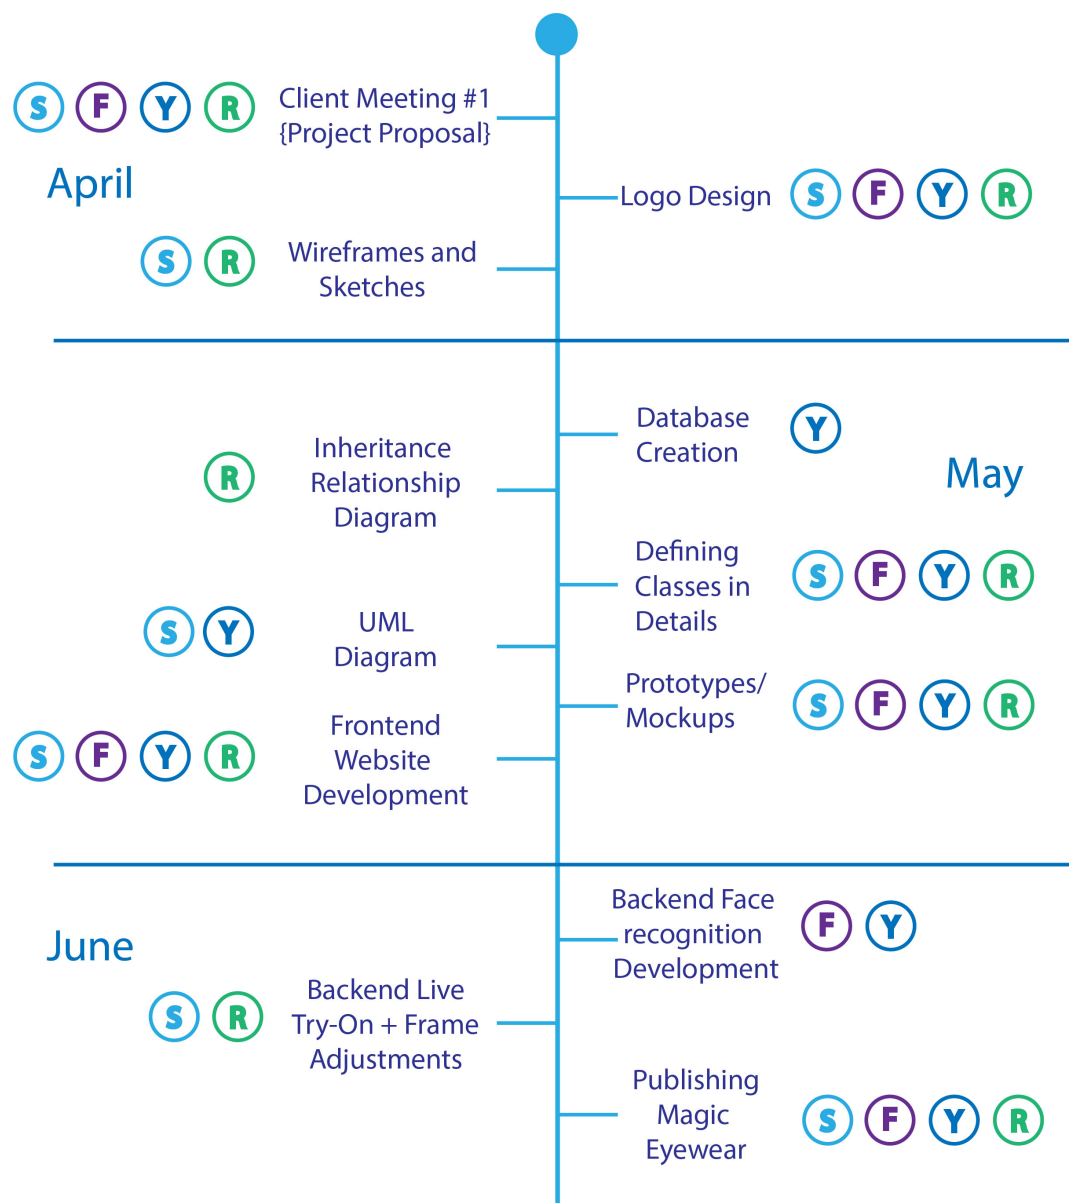 S F Y R
Client Meeting #1
{Project Proposal}
April
Logo Design
S F Y R
S R
Wireframes and
Sketches
Database
Creation
Y
May
R
Inheritance
Relationship
Diagram
Defining
Classes in
Details
S F Y R
S Y
UML
Diagram
Prototypes/
Mockups
S F Y R
S F Y R
Frontend
Website
Development
June
Backend Face
recognition
Development
F Y
S R
Backend Live
Try-On + Frame
Adjustments
Publishing
Magic
Eyewear
S F Y R